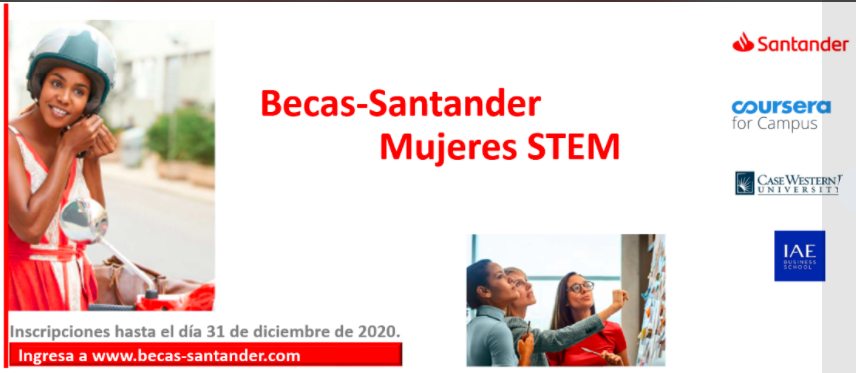 Becas-Santander
Mujeres STEM
Santander
coursera
for Campus
CASE WESTERN
UNIVERSITY
IAE
BUSINESS
SCHOOL
Inscripciones hasta el día 31 de diciembre de 2020.
Ingresa a www.becas-santander.com